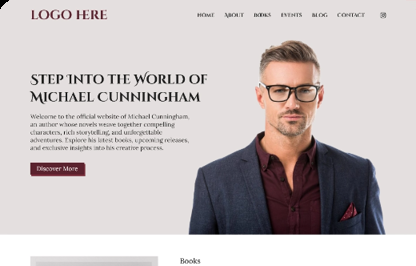 LOGO HERE
HOME ABOUT BOOKS EVENTS BLOG CONTACT
STEP INTO THE WORLD OF
MICHAEL CUNNINGHAM
Welcome to the official website of Michael Cunningham,
an author whose novels weave together compelling
characters, rich storytelling, and unforgettable
adventures. Explore his latest books, upcoming releases,
and exclusive insights into his creative process.
Discover More
Books